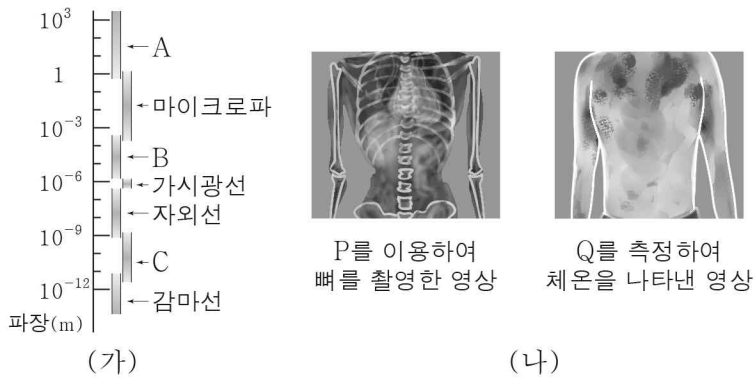 10³
A
1
마이크로파
10⁻³
B
10⁻⁶
가시광선
자외선
10⁻⁹
C
10⁻¹²
감마선
파장(m)
(가)
P를 이용하여
뼈를 촬영한 영상
Q를 측정하여
체온을 나타낸 영상
(나)